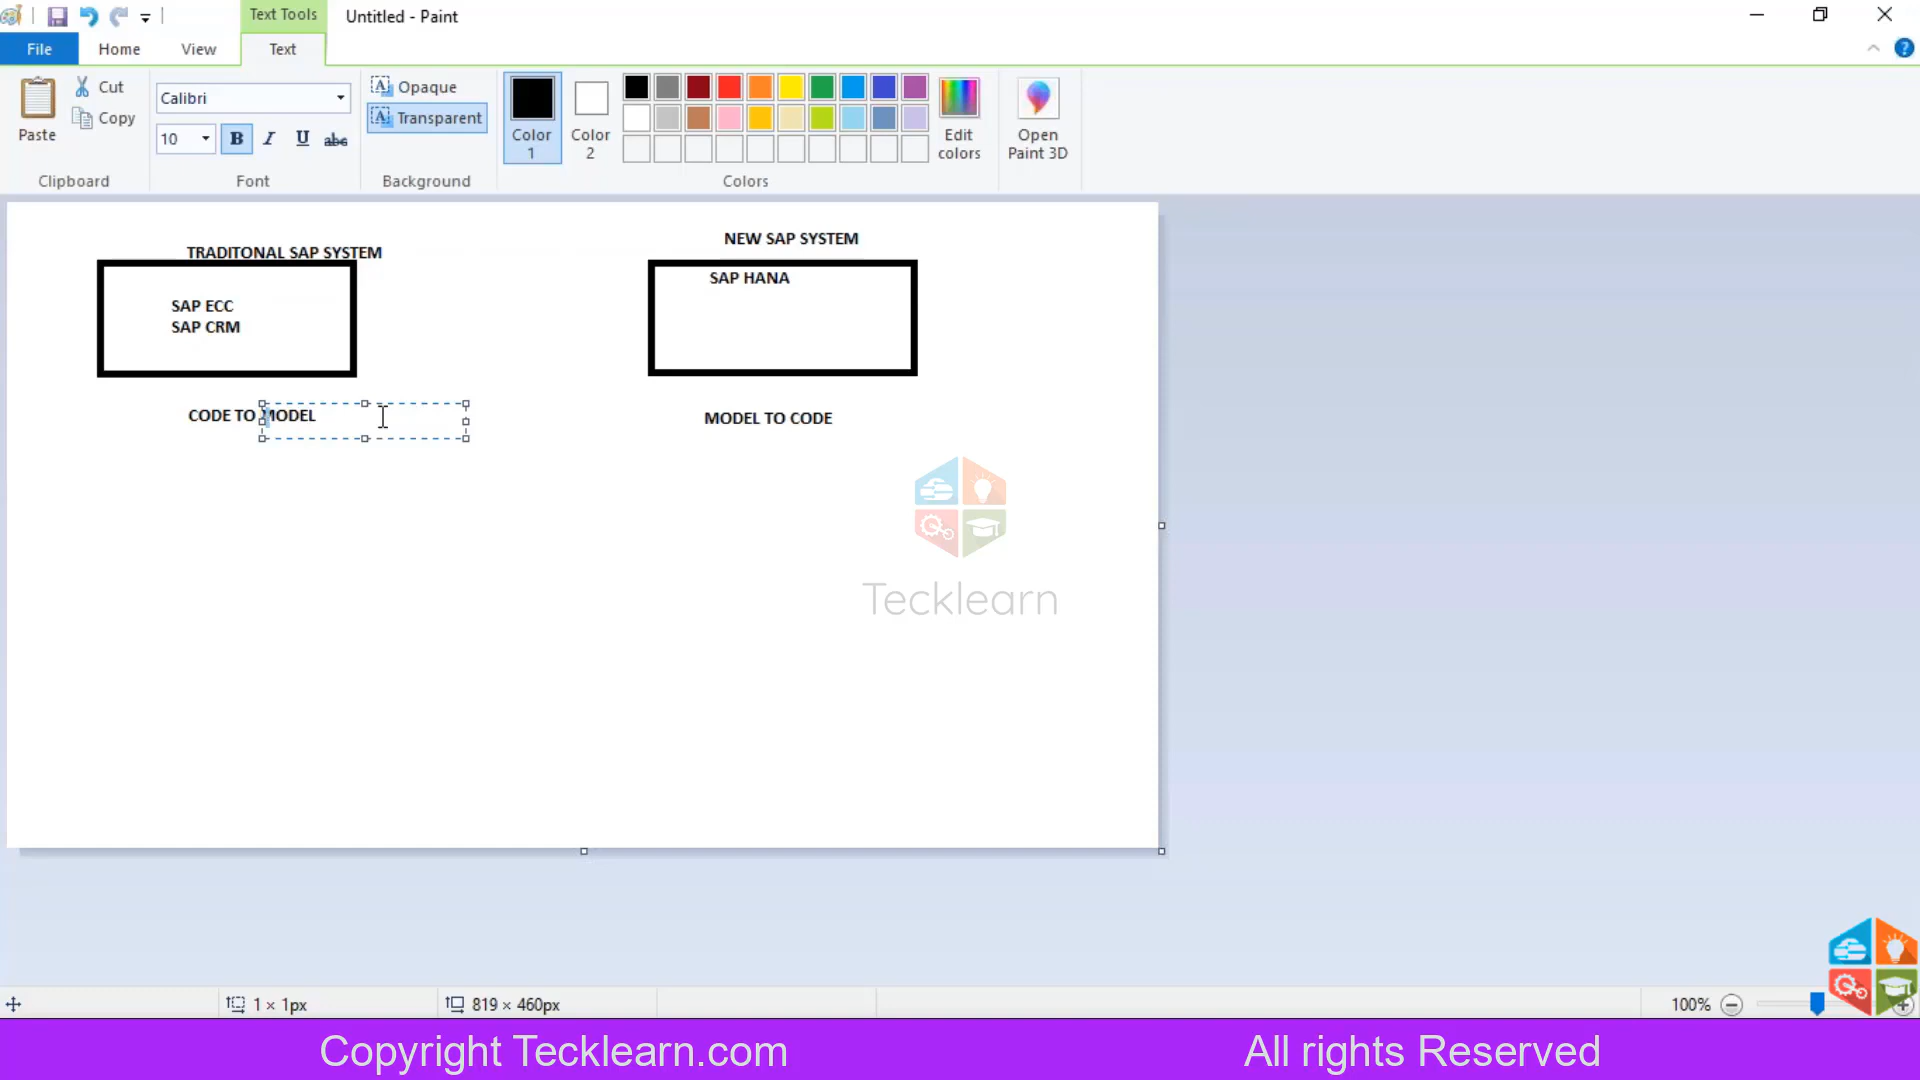 Text Tools
Untitled - Paint
File
Home
View
Text
Paste
Cut
Copy
Clipboard
Calibri
10
B
I
U
abc
Font
Opaque
Transparent
Background
Color
1
Color
2
Edit
colors
Colors
Open
Paint 3D
TRADITONAL SAP SYSTEM
NEW SAP SYSTEM
SAP HANA
SAP ECC
SAP CRM
CODE TO MODEL
MODEL TO CODE
Tecklearn
1 × 1px
819 × 460px
100%
Copyright Tecklearn.com
All rights Reserved